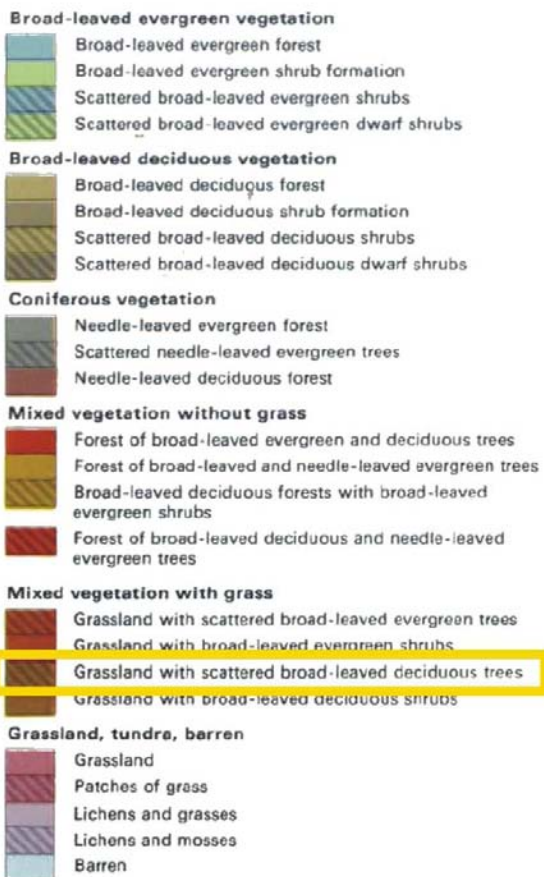 Broad-leaved evergreen vegetation
Broad-leaved evergreen forest
Broad-leaved evergreen shrub formation
Scattered broad-leaved evergreen shrubs
Scattered broad-leaved evergreen dwarf shrubs
Broad-leaved deciduous vegetation
Broad-leaved deciduous forest
Broad-leaved deciduous shrub formation
Scattered broad-leaved deciduous shrubs
Scattered broad-leaved deciduous dwarf shrubs
Coniferous vegetation
Needle-leaved evergreen forest
Scattered needle-leaved evergreen trees
Needle-leaved deciduous forest
Mixed vegetation without grass
Forest of broad-leaved evergreen and deciduous trees
Forest of broad-leaved and needle-leaved evergreen trees
Broad-leaved deciduous forests with broad-leaved
evergreen shrubs
Forest of broad-leaved deciduous and needle-leaved
evergreen trees
Mixed vegetation with grass
Grassland with scattered broad-leaved evergreen trees
Grassland with broad-leaved evergreen shrubs
Grassland with scattered broad-leaved deciduous trees
Grassland with broad-leaved deciduous shrubs
Grassland, tundra, barren
Grassland
Patches of grass
Lichens and grasses
Lichens and mosses
Barren